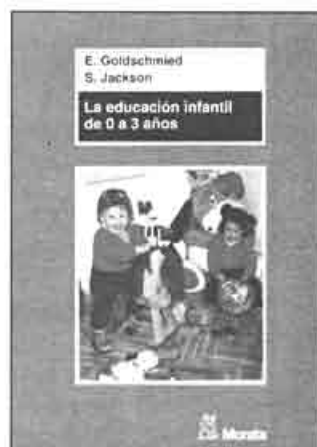 E. Goldschmied
S. Jackson
La educación infantil
de 0 a 3 años
Morata